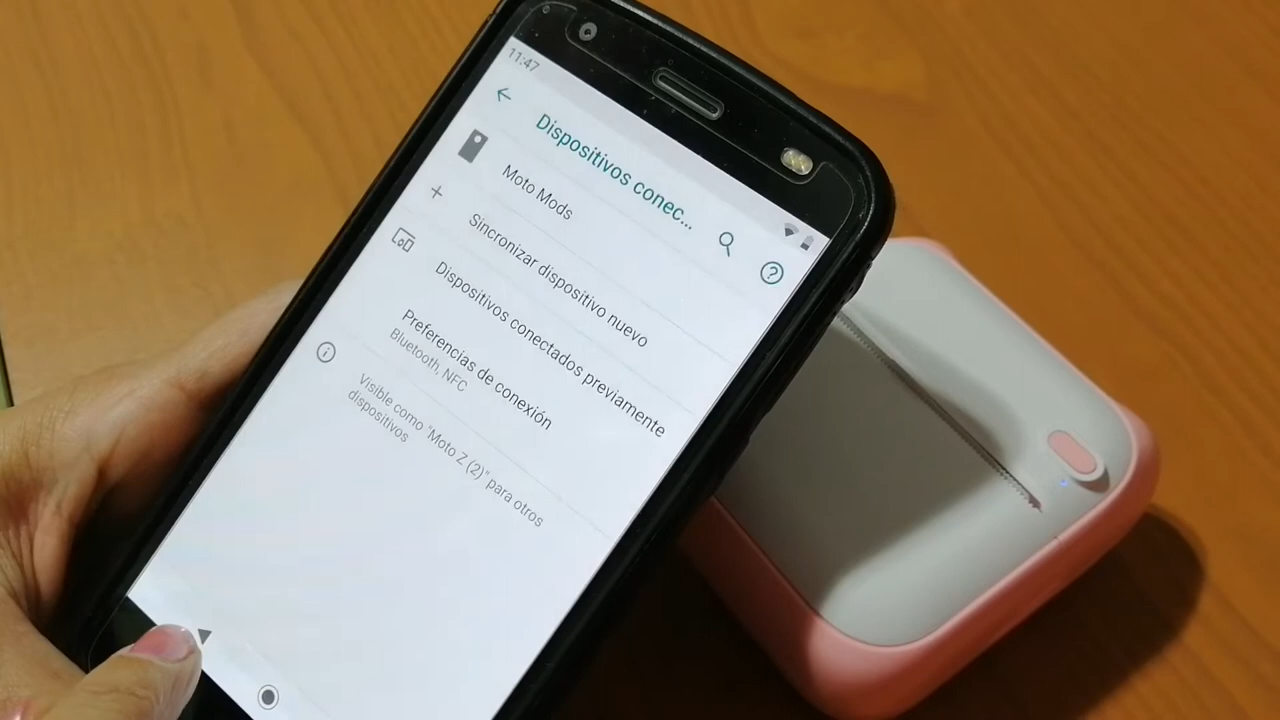 11:47
Dispositivos conec...
Moto Mods
Sincronizar dispositivo nuevo
Dispositivos conectados previamente
Preferencias de conexión
Bluetooth, NFC
Visible como "Moto Z (2)" para otros
dispositivos